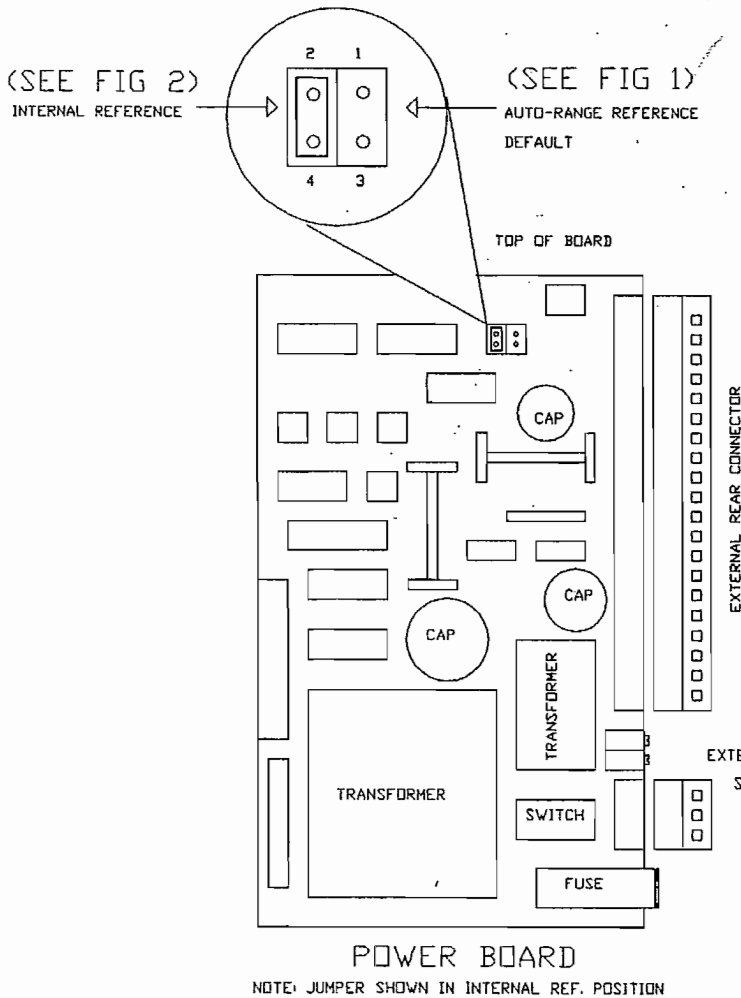 2 1
(SEE FIG 2)
INTERNAL REFERENCE
(SEE FIG 1)
AUTO-RANGE REFERENCE
DEFAULT
4 3
TOP OF BOARD
CAP
EXTERNAL REAR CONNECTOR
CAP
CAP
TRANSFORMER
TRANSFORMER
SWITCH
FUSE
POWER BOARD
NOTE: JUMPER SHOWN IN INTERNAL REF. POSITION